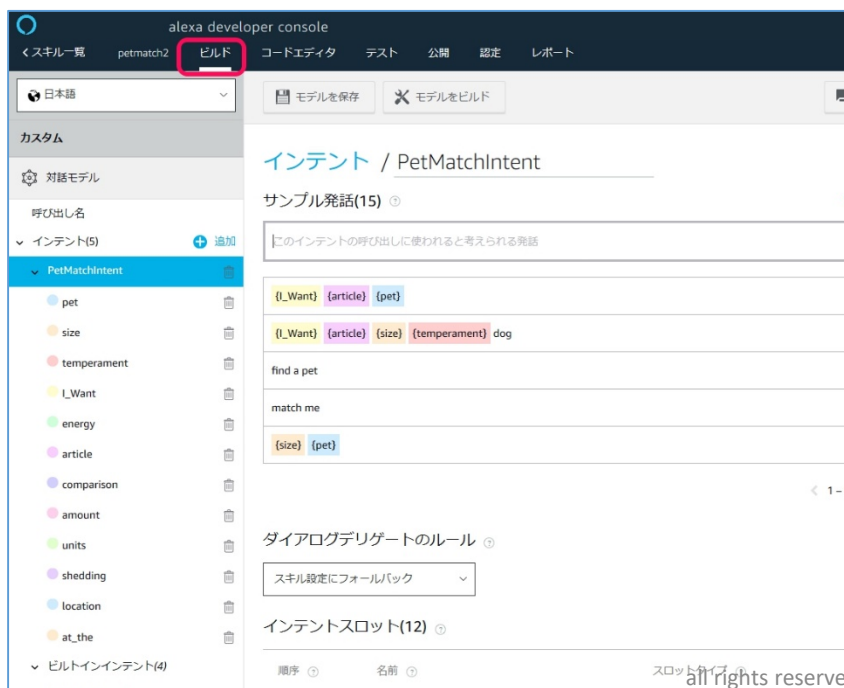 alexa developer console
くスキル一覧 petmatch2 ビルド コードエディタ テスト 公開 認定 レポート
日本語
モデルを保存 モデルをビルド
カスタム
インテント / PetMatchIntent
対話モデル
サンプル発話(15)
呼び出し名
インテント(5) 追加
このインテントの呼び出しに使われると考えられる発話
PetMatchIntent
pet
{I_Want} {article} {pet}
size
{I_Want} {article} {size} {temperament} dog
temperament
find a pet
I_Want
match me
energy
{size} {pet}
article
comparison
1 –
amount
units
ダイアログデリゲートのルール
shedding
スキル設定にフォールバック
location
インテントスロット(12)
at_the
ビルトインインテント(4)
順序 名前 スロットタイプ
all rights reserve